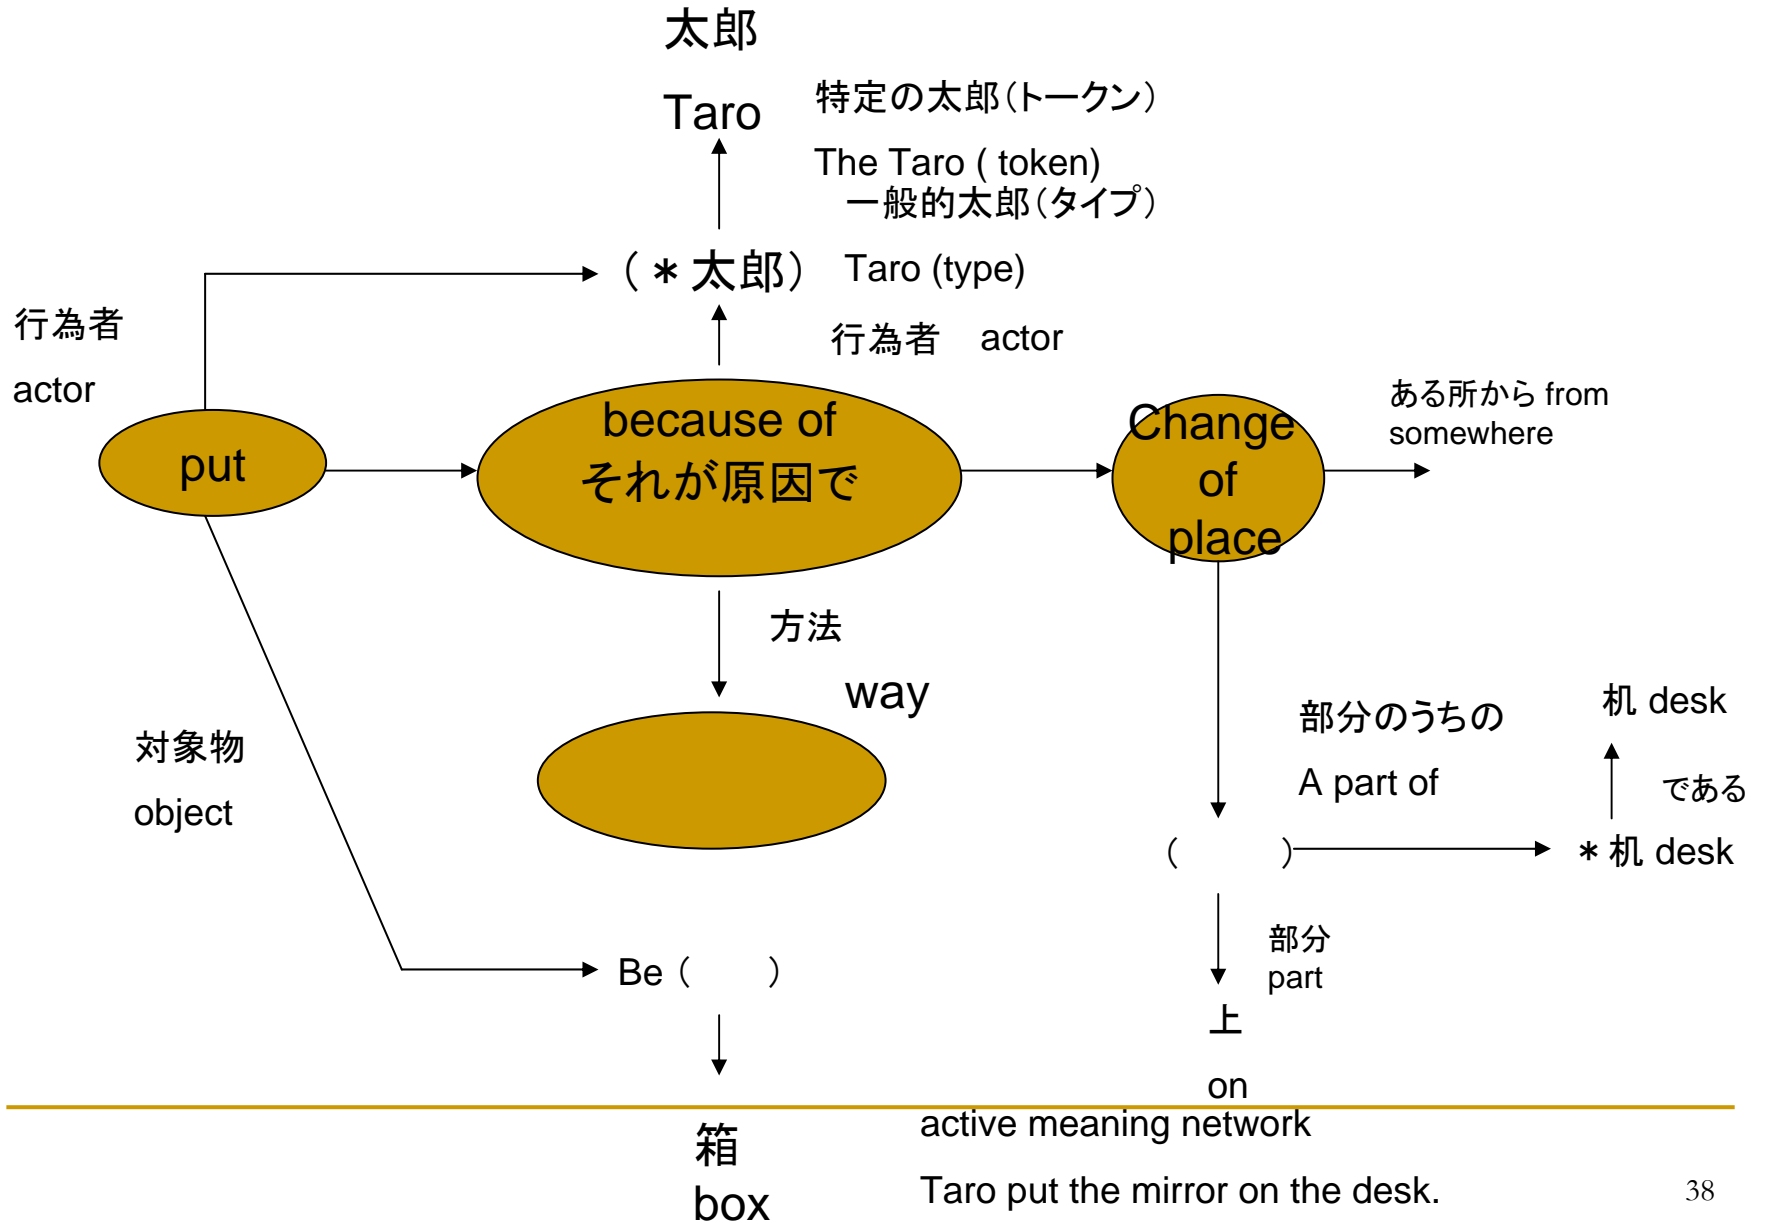 太郎
Taro
特定の太郎（トークン）
The Taro ( token)
一般的太郎（タイプ）
（＊太郎）
Taro (type)
行為者
actor
行為者　actor
put
because of
それが原因で
Change
of
place
ある所から from
somewhere
方法
way
対象物
object
部分のうちの
A part of
机 desk
である
（　　）
＊机 desk
Be（　　）
部分
part
上
on
箱
box
active meaning network
Taro put the mirror on the desk.
38